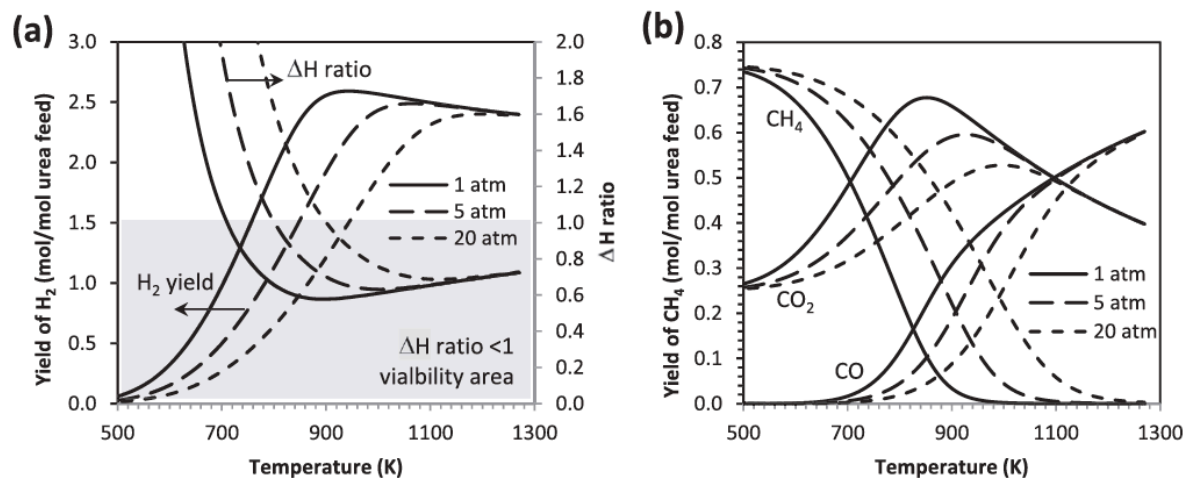 (a)
Yield of H₂ (mol/mol urea feed)
3.0
2.5
2.0
1.5
1.0
0.5
0.0
ΔH ratio
1 atm
5 atm
20 atm
H₂ yield
ΔH ratio <1
vialbility area
2.0
1.8
1.6
1.4
1.2
1.0
0.8
0.6
0.4
0.2
0.0
ΔH ratio
500 700 900 1100 1300
Temperature (K)
(b)
Yield of CH₄ (mol/mol urea feed)
0.8
0.7
0.6
0.5
0.4
0.3
0.2
0.1
0.0
CH₄
CO₂
CO
1 atm
5 atm
20 atm
500 700 900 1100 1300
Temperature (K)